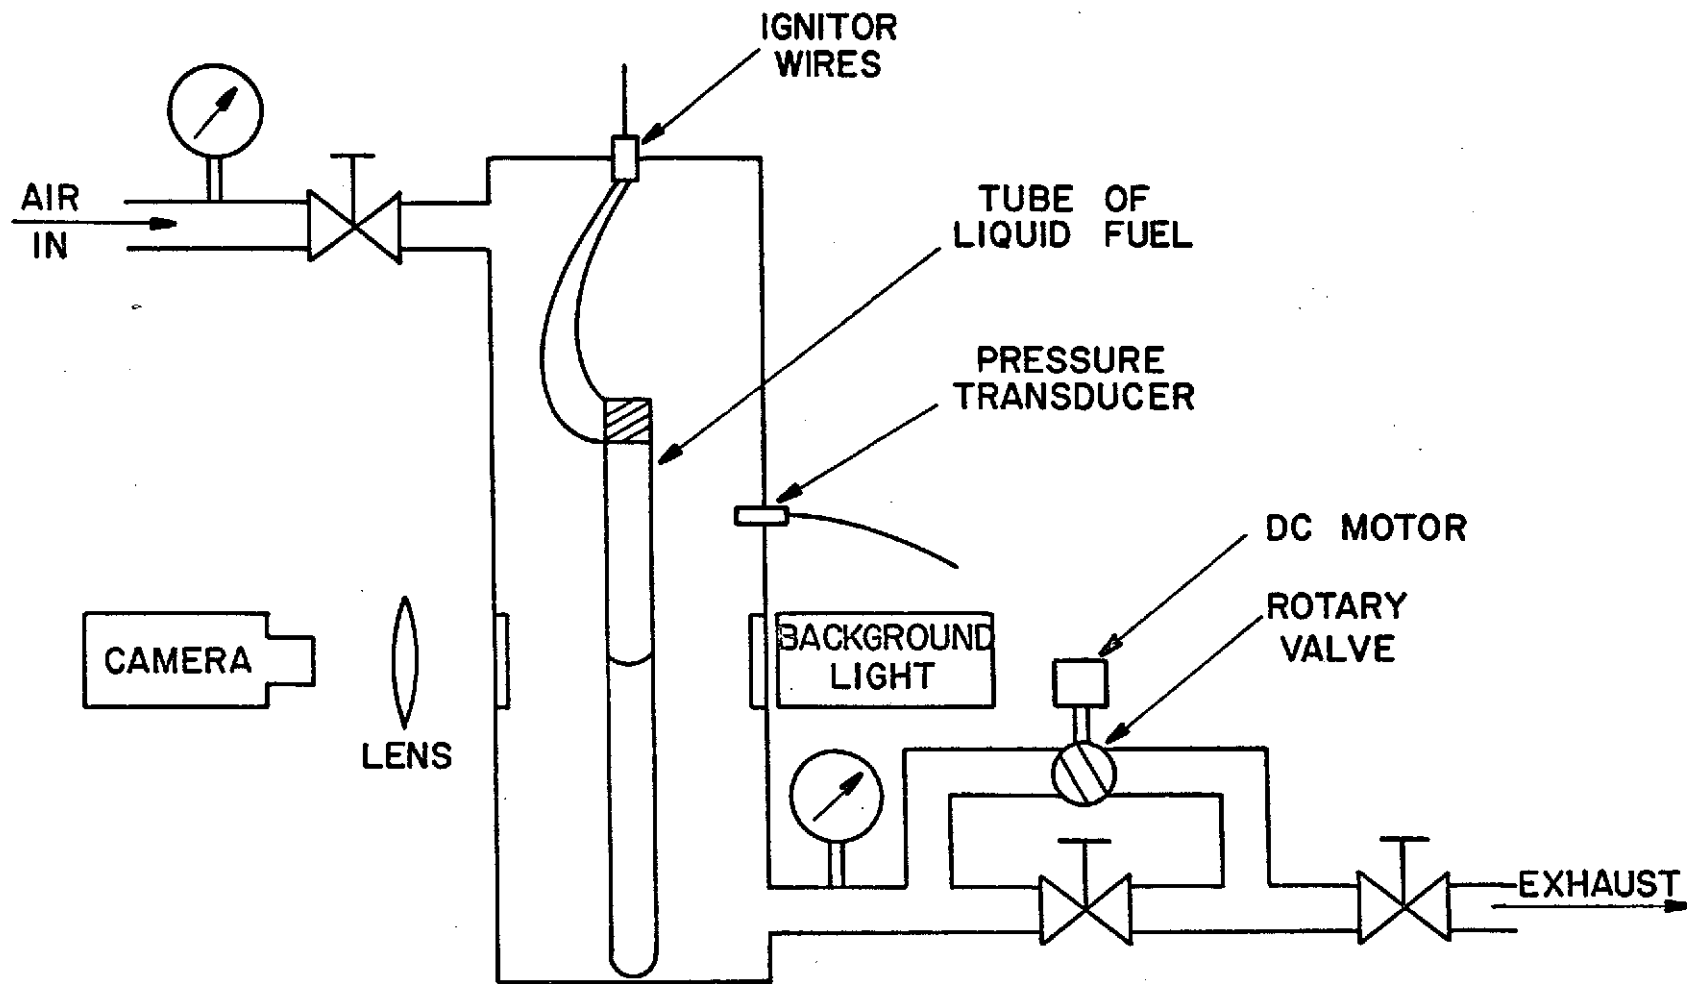 IGNITOR
WIRES
AIR
IN
TUBE OF
LIQUID FUEL
PRESSURE
TRANSDUCER
DC MOTOR
ROTARY
VALVE
CAMERA
LENS
BACKGROUND
LIGHT
EXHAUST